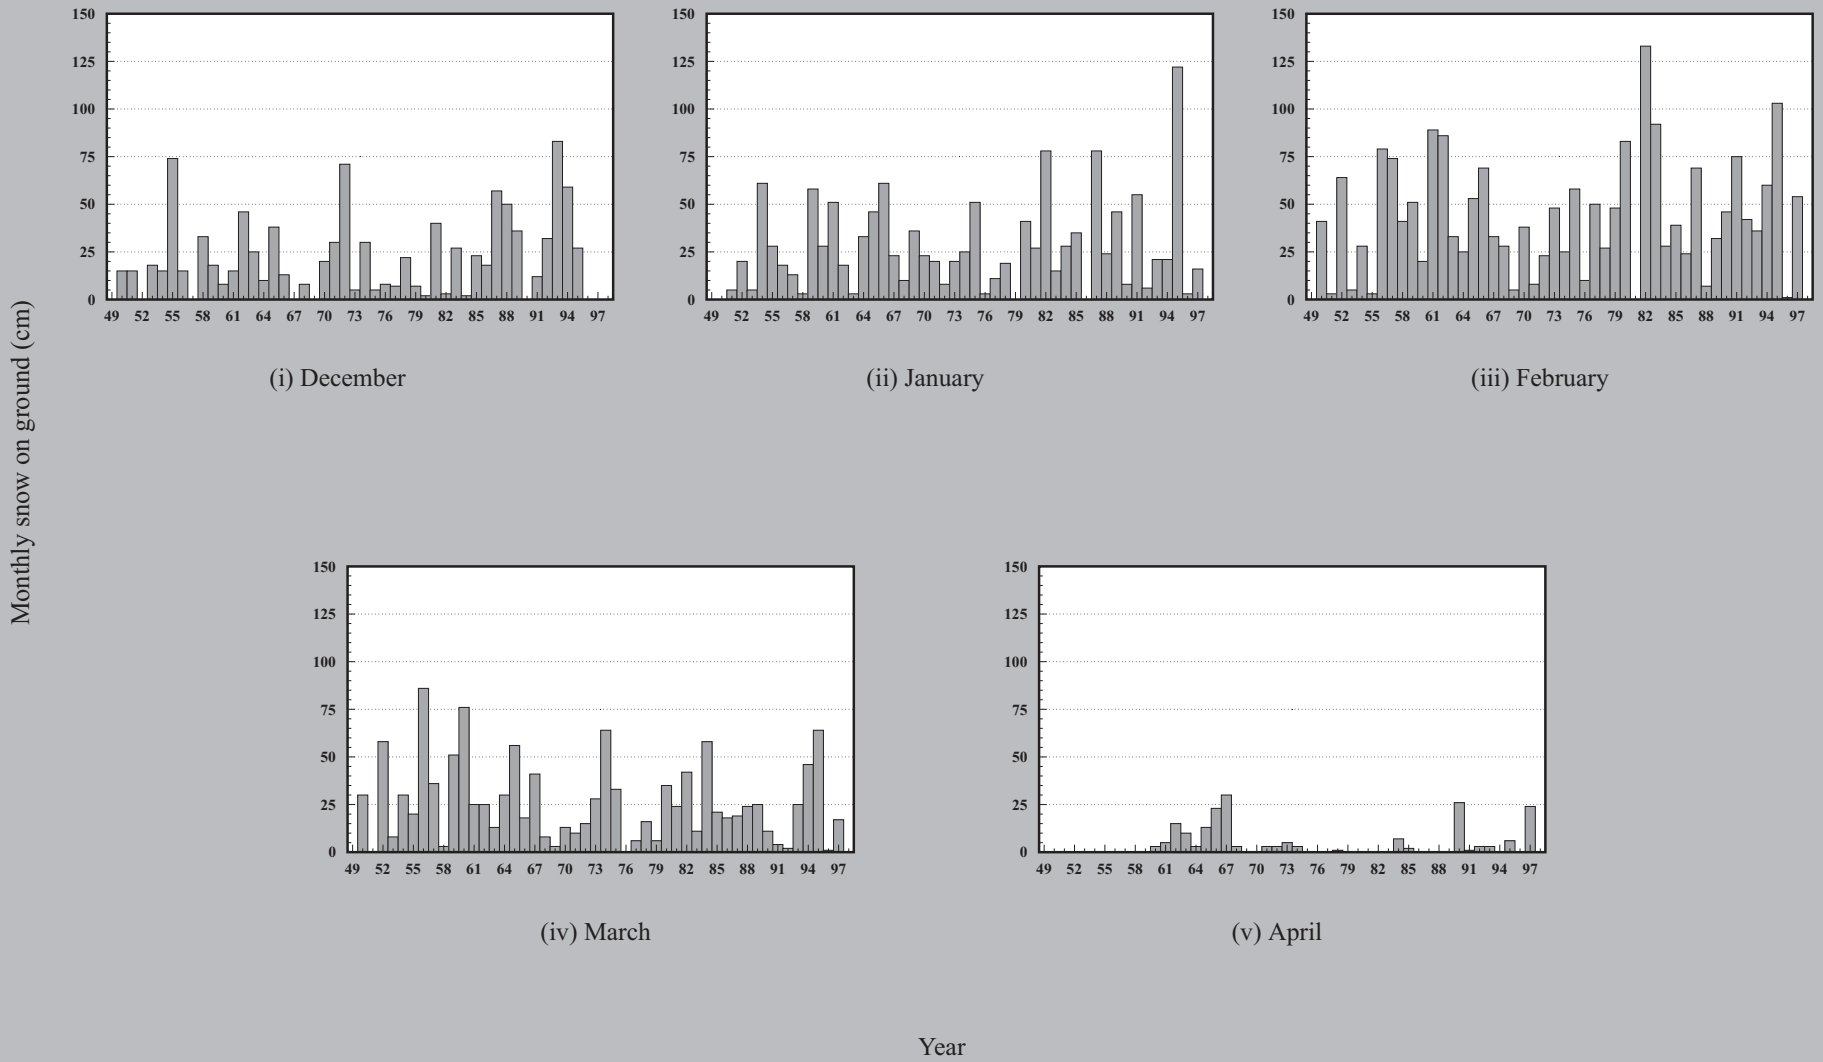 150
125
100
75
50
25
0
49 52 55 58 61 64 67 70 73 76 79 82 85 88 91 94 97
(i) December
150
125
100
75
50
25
0
49 52 55 58 61 64 67 70 73 76 79 82 85 88 91 94 97
(ii) January
150
125
100
75
50
25
0
49 52 55 58 61 64 67 70 73 76 79 82 85 88 91 94 97
(iii) February
Monthly snow on ground (cm)
150
125
100
75
50
25
0
49 52 55 58 61 64 67 70 73 76 79 82 88 88 91 94 97
(iv) March
150
125
100
75
50
25
0
49 52 55 58 61 64 67 70 73 76 79 82 85 88 91 94 97
(v) April
Year